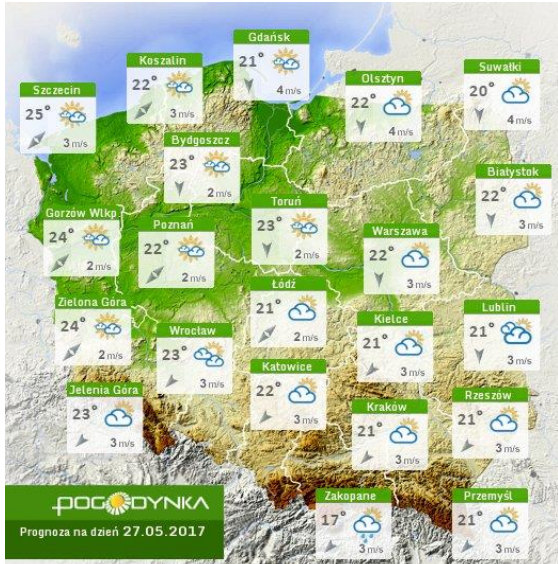 Gdańsk
21°
4 m/s
Koszalin
22°
3 m/s
Suwałki
20°
4 m/s
Olsztyn
22°
4 m/s
Szczecin
25°
3 m/s
Bydgoszcz
23°
2 m/s
Białystok
22°
3 m/s
Toruń
23°
2 m/s
Gorzów Wlkp.
24°
2 m/s
Poznań
22°
2 m/s
Warszawa
22°
3 m/s
Łódź
21°
2 m/s
Zielona Góra
24°
2 m/s
Lublin
21°
3 m/s
Kielce
21°
3 m/s
Wrocław
23°
3 m/s
Katowice
22°
3 m/s
Jelenia Góra
23°
3 m/s
Rzeszów
21°
3 m/s
Kraków
21°
3 m/s
Zakopane
17°
3 m/s
Przemyśl
21°
3 m/s
POGODYNKA
Prognoza na dzień 27.05.2017